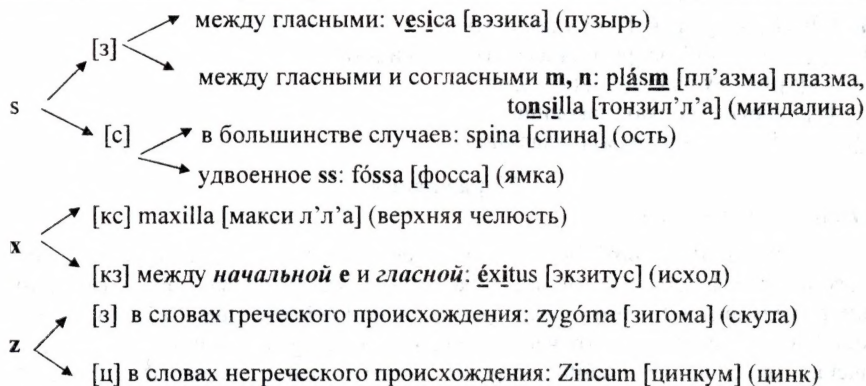 между гласными: vesica [вэзика] (пузырь)
[з]
между гласными и согласными m, n: plásm [пл’азма] плазма,
tonsilla [тонзил’л’а] (миндалина)
s
[с] в большинстве случаев: spina [спина] (ость)
удвоенное ss: fóssa [фосса] (ямка)
[кс] maxilla [макси л’л’а] (верхняя челюсть)
x
[кз] между начальной е и гласной: éxitus [экзитус] (исход)
[з] в словах греческого происхождения: zygóma [зигома] (скула)
z
[ц] в словах негреческого происхождения: Zincum [цинкум] (цинк)